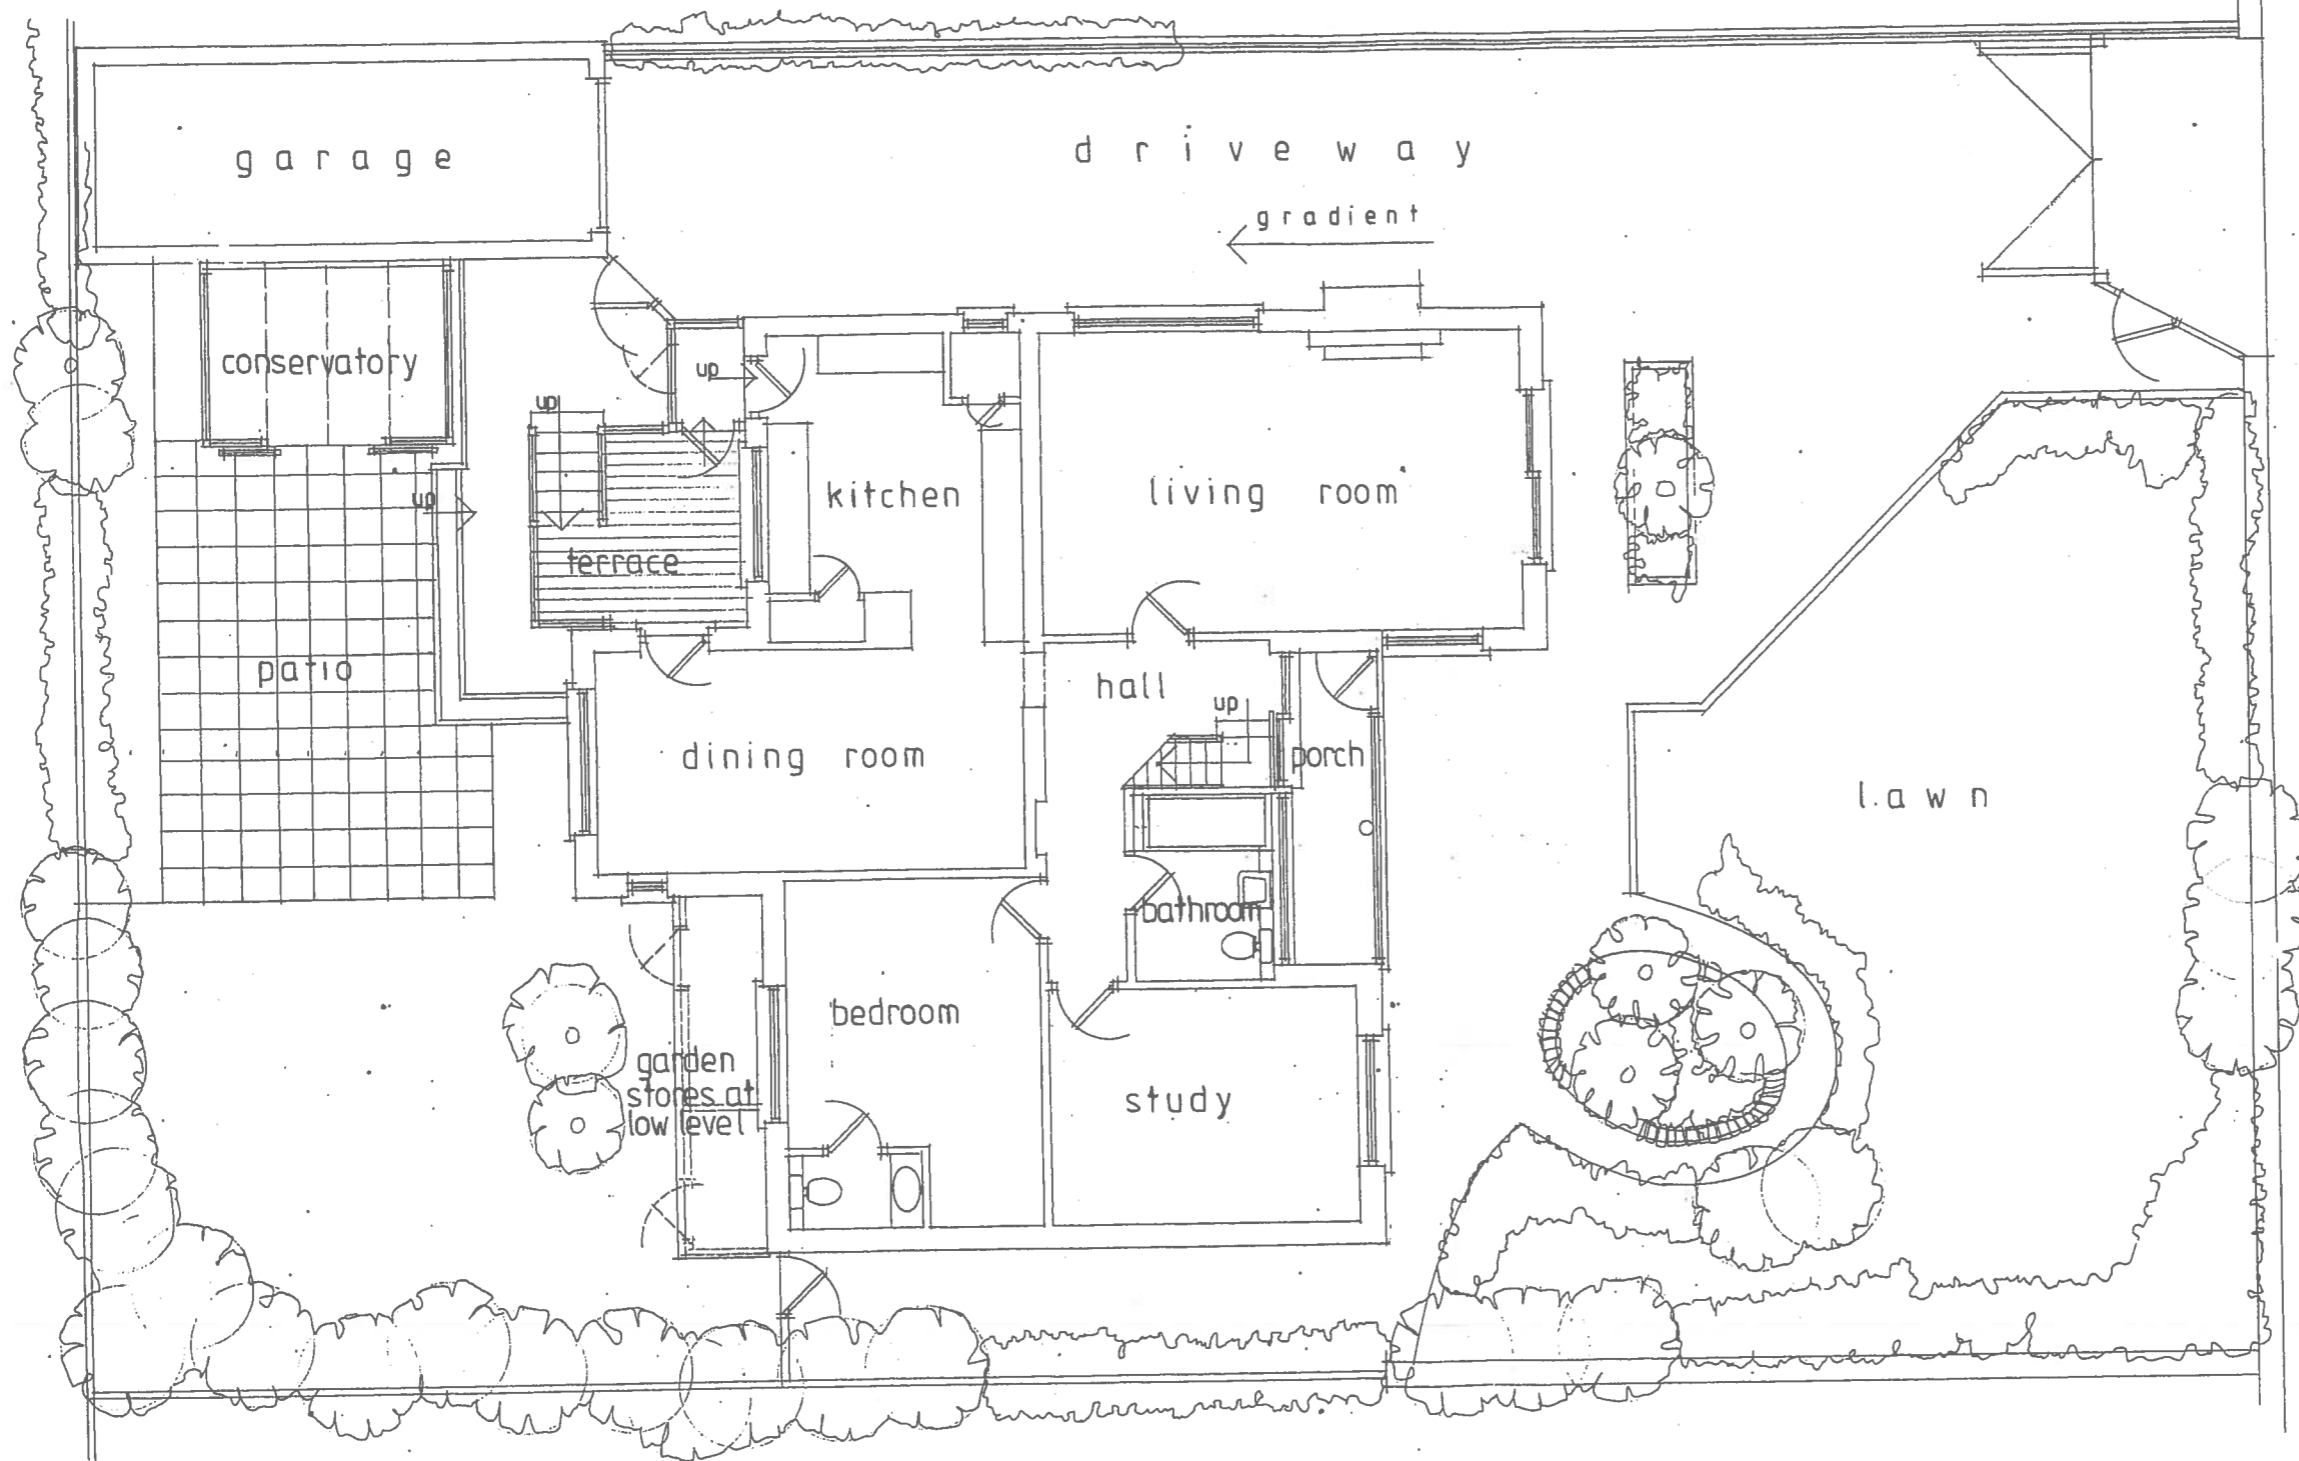 garage
driveway
gradient
conservatory
up
up
up
kitchen
living room
terrace
patio
hall
up
dining room
porch
lawn
bathroom
bedroom
garden
stores at
low level
study